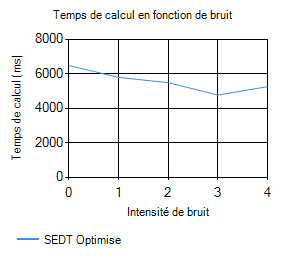 Temps de calcul en fonction de bruit
8000
6000
4000
2000
0
Temps de calcul (ms)
0 1 2 3 4
Intensité de bruit
SEDT Optimise